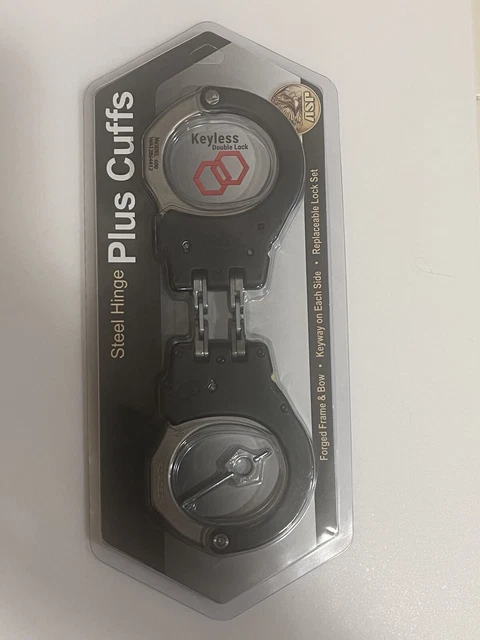 Steel Hinge
Plus Cuffs
Keyless
Double Lock
ASP
Forged Frame & Bow • Keyway on Each Side • Replaceable Lock Set